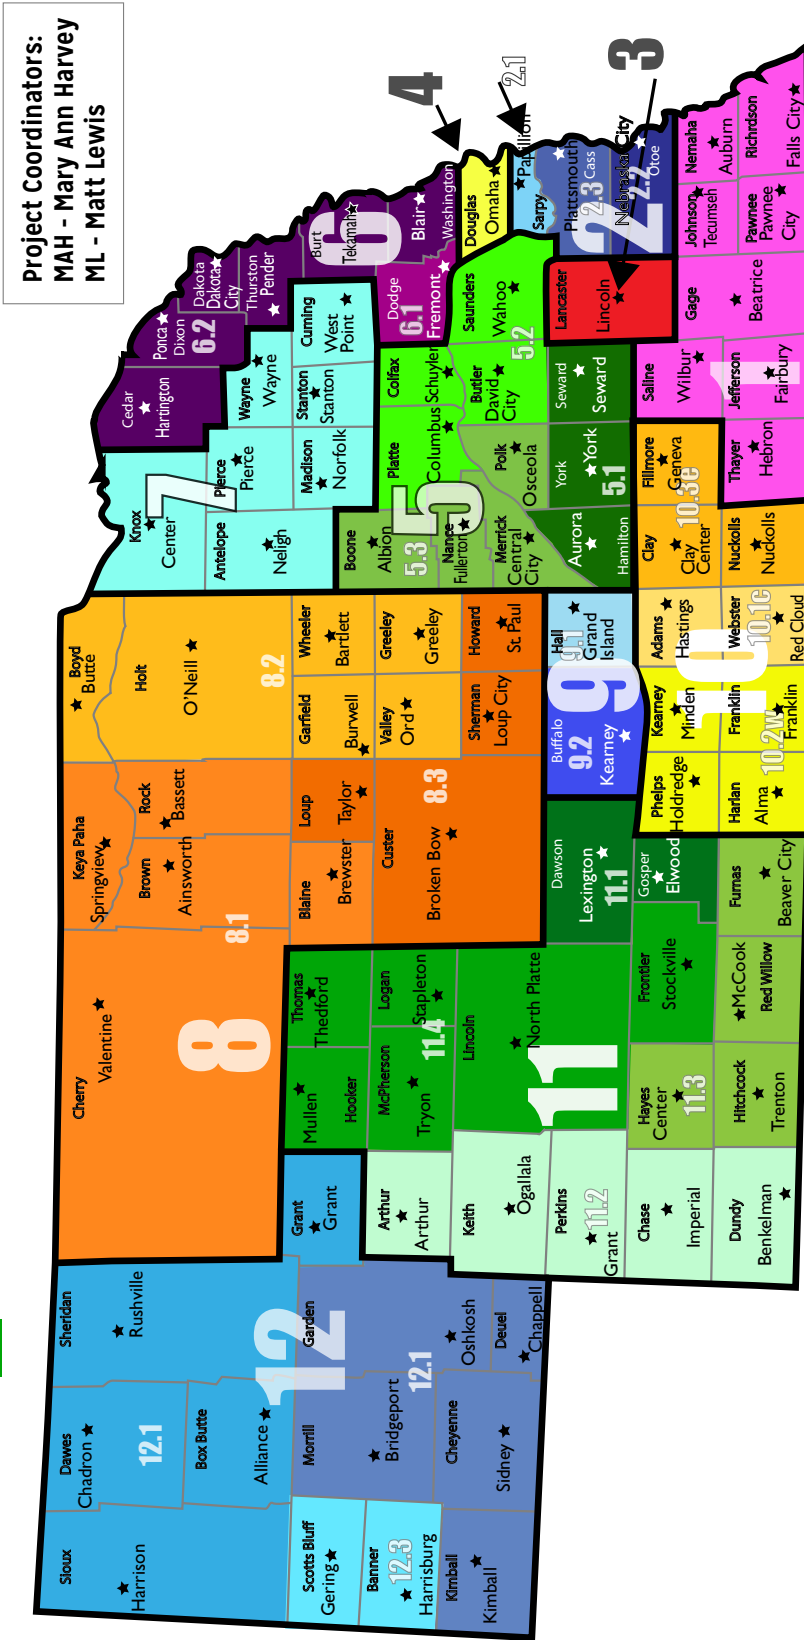 Project Coordinators:
MAH - Mary Ann Harvey
ML - Matt Lewis
Sioux
Harrison
Dawes
Chadron
12.1
Box Butte
Alliance
Sheridan
Rushville
12
Scotts Bluff
Gering
Banner
12.3
Harrisburg
Kimball
Kimball
Morrill
Bridgeport
Cheyenne
Sidney
12.1
Garden
Oshkosh
Deuel
Chappell
Grant
Grant
Cherry
Valentine
8
8.1
Keya Paha
Springview
Brown
Ainsworth
Rock
Bassett
Boyd
Butte
Holt
O'Neill
8.2
Blaine
Brewster
Loup
Taylor
Custer
Broken Bow
8.3
Garfield
Burwell
Wheeler
Bartlett
Valley
Ord
Greeley
Greeley
Sherman
Loup City
Howard
St. Paul
Arthur
Arthur
Keith
Ogallala
Perkins
11.2
Grant
Chase
Imperial
Dundy
Benkelman
Mullen
Hooker
Thomas
Thedford
McPherson
Tryon
11.4
Logan
Stapleton
Lincoln
North Platte
11
Hayes
Center
11.3
Hitchcock
Trenton
Frontier
Stockville
McCook
Red Willow
Dawson
Lexington
11.1
Gosper
Elwood
Furnas
Beaver City
Buffalo
9.2
Kearney
9
Hall
9.1
Grand
Island
Phelps
Holdredge
Harlan
Alma
10.2w
Kearney
Minden
Franklin
Franklin
10
Adams
Hastings
Webster
10.1c
Red Cloud
Clay
Clay
Center
10.3e
Nuckolls
Nuckolls
Fillmore
Geneva
Thayer
Hebron
Knox
Center
7
Antelope
Neligh
Pierce
Pierce
Madison
Norfolk
Stanton
Stanton
Wayne
Wayne
Cuming
West
Point
Cedar
Hartington
Ponca
Dixon
6.2
Dakota
Dakota
City
Thurston
Pender
Burt
Tekamah
6
Blair
Washington
Dodge
6.1
Fremont
Boone
Albion
5.3
Nance
Fullerton
Merrick
Central
City
5
Platte
Columbus
Colfax
Schuyler
Polk
Osceola
Butler
David
City
5.2
Saunders
Wahoo
Aurora
Hamilton
York
York
5.1
Seward
Seward
Lancaster
Lincoln
3
4
Douglas
Omaha
2.1
Papillion
Sarpy
Plattsmouth
2.3
Cass
2
Nebraska City
2.2
Otoe
Saline
Wilbur
Jefferson
1
Fairbury
Gage
Beatrice
Johnson
Tecumseh
Pawnee
Pawnee
City
Nemaha
Auburn
Richrdson
Falls City